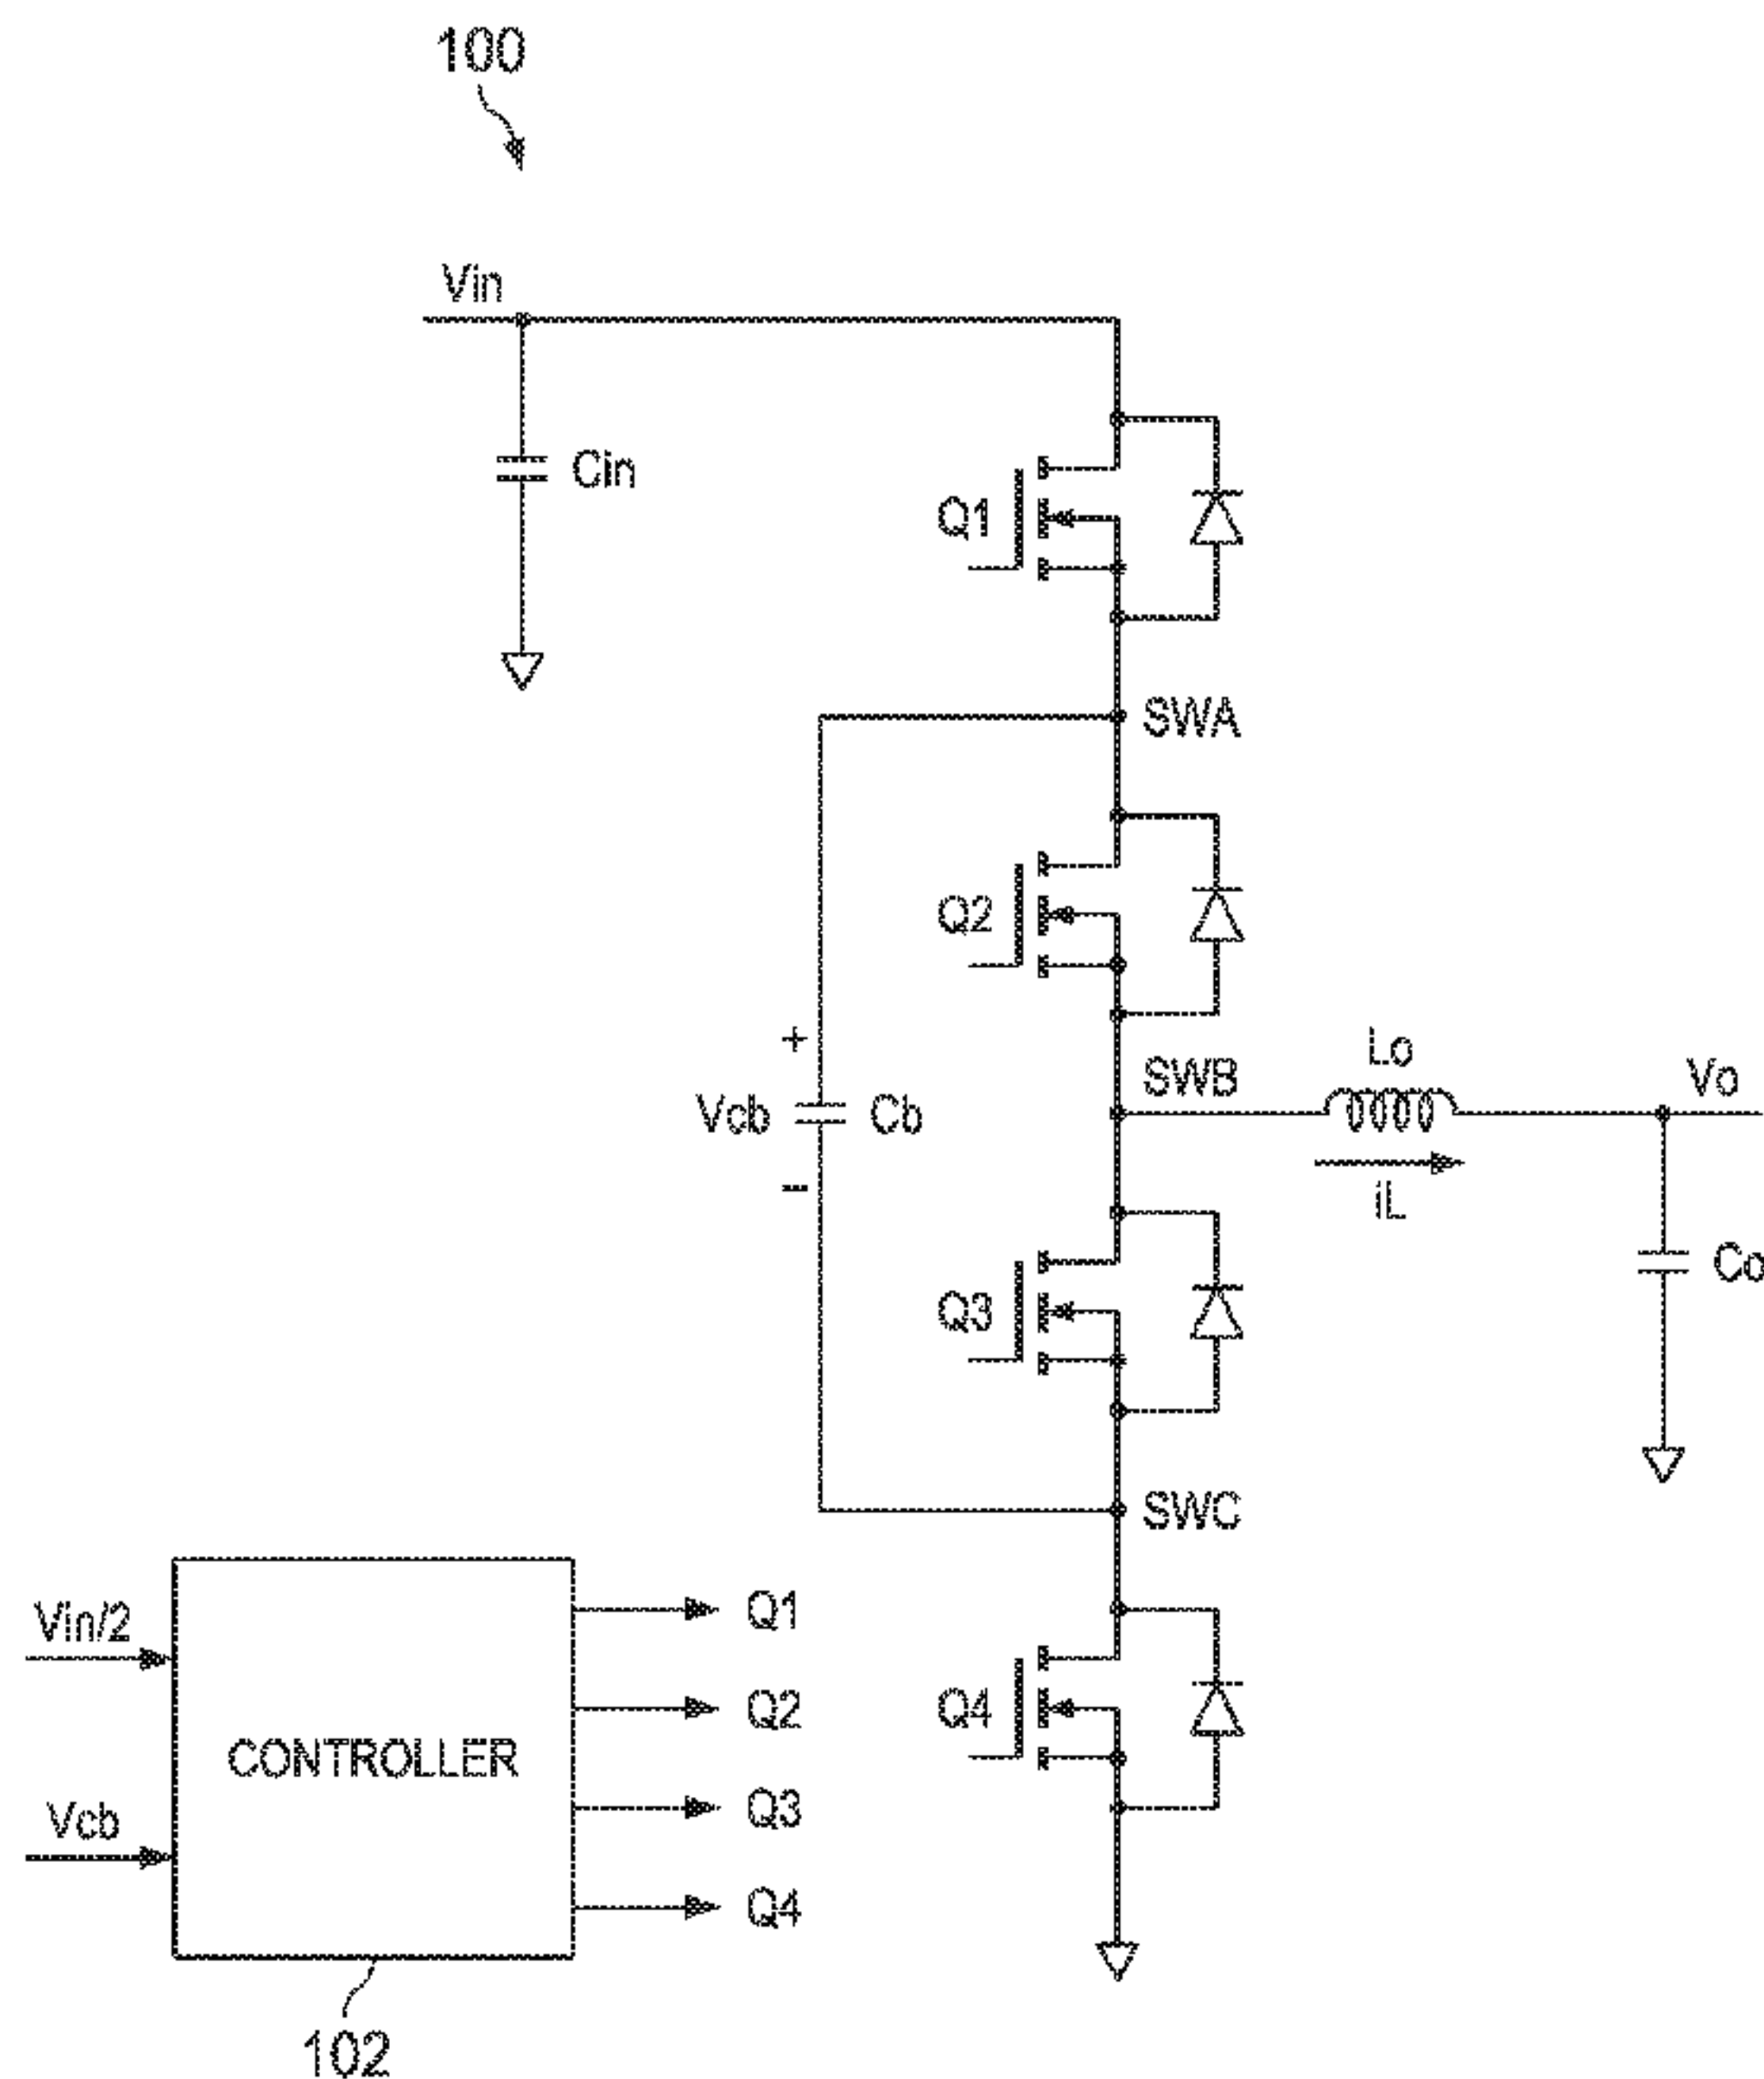 100
Vin
Cin
Q1
SWA
Q2
+
Vcb
Cb
−
SWB
Lo
Vo
iL
Q3
Co
SWC
Vin/2
Vcb
CONTROLLER
Q1
Q2
Q3
Q4
Q4
102